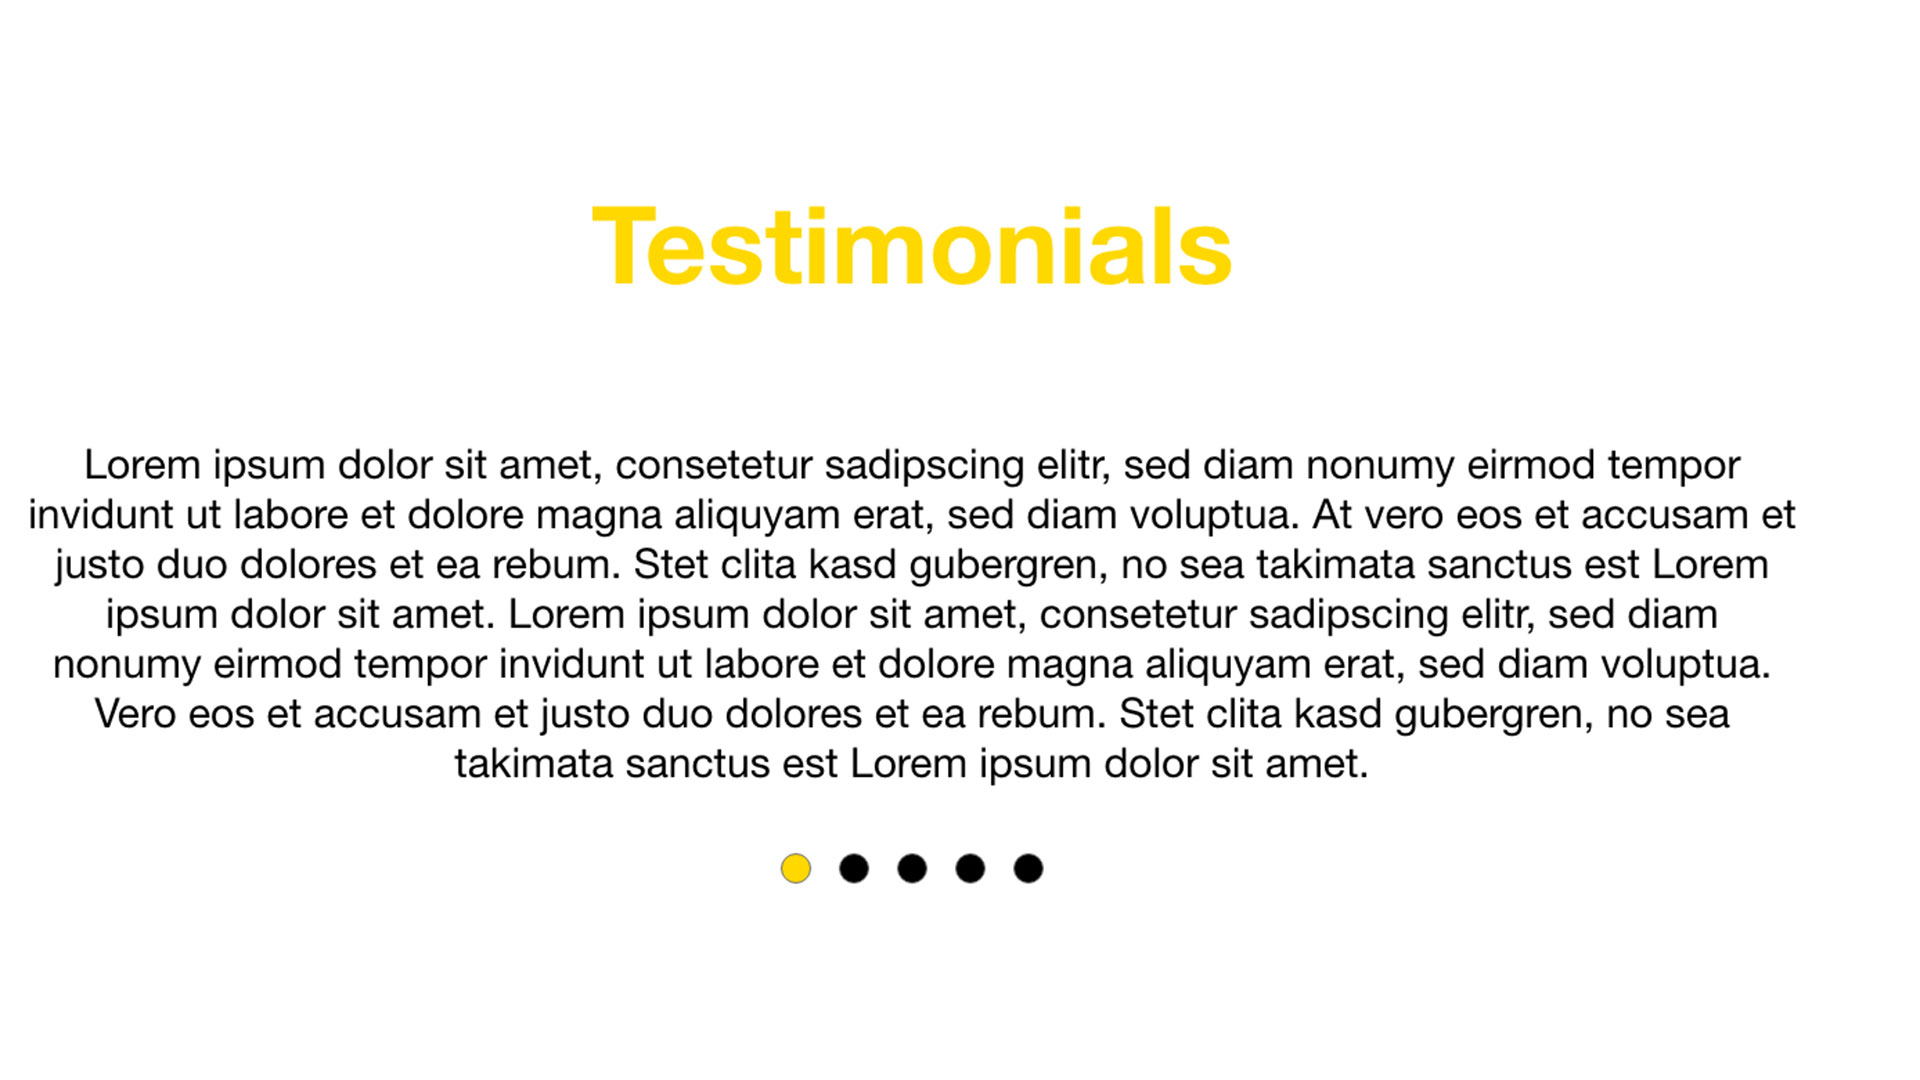 Testimonials
Lorem ipsum dolor sit amet, consetetur sadipscing elitr, sed diam nonumy eirmod tempor
invidunt ut labore et dolore magna aliquyam erat, sed diam voluptua. At vero eos et accusam et
justo duo dolores et ea rebum. Stet clita kasd gubergren, no sea takimata sanctus est Lorem
ipsum dolor sit amet. Lorem ipsum dolor sit amet, consetetur sadipscing elitr, sed diam
nonumy eirmod tempor invidunt ut labore et dolore magna aliquyam erat, sed diam voluptua.
Vero eos et accusam et justo duo dolores et ea rebum. Stet clita kasd gubergren, no sea
takimata sanctus est Lorem ipsum dolor sit amet.